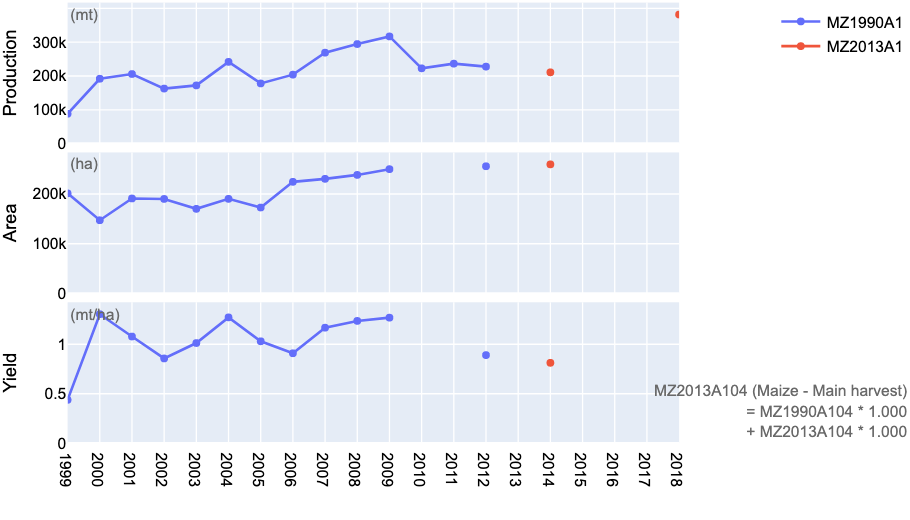 (mt)
Production
300k
200k
100k
0
MZ1990A1
MZ2013A1
(ha)
Area
200k
100k
0
(mt/ha)
Yield
1
0.5
0
MZ2013A104 (Maize - Main harvest)
= MZ1990A104 * 1.000
+ MZ2013A104 * 1.000
1999
2000
2001
2002
2003
2004
2005
2006
2007
2008
2009
2010
2011
2012
2013
2014
2015
2016
2017
2018